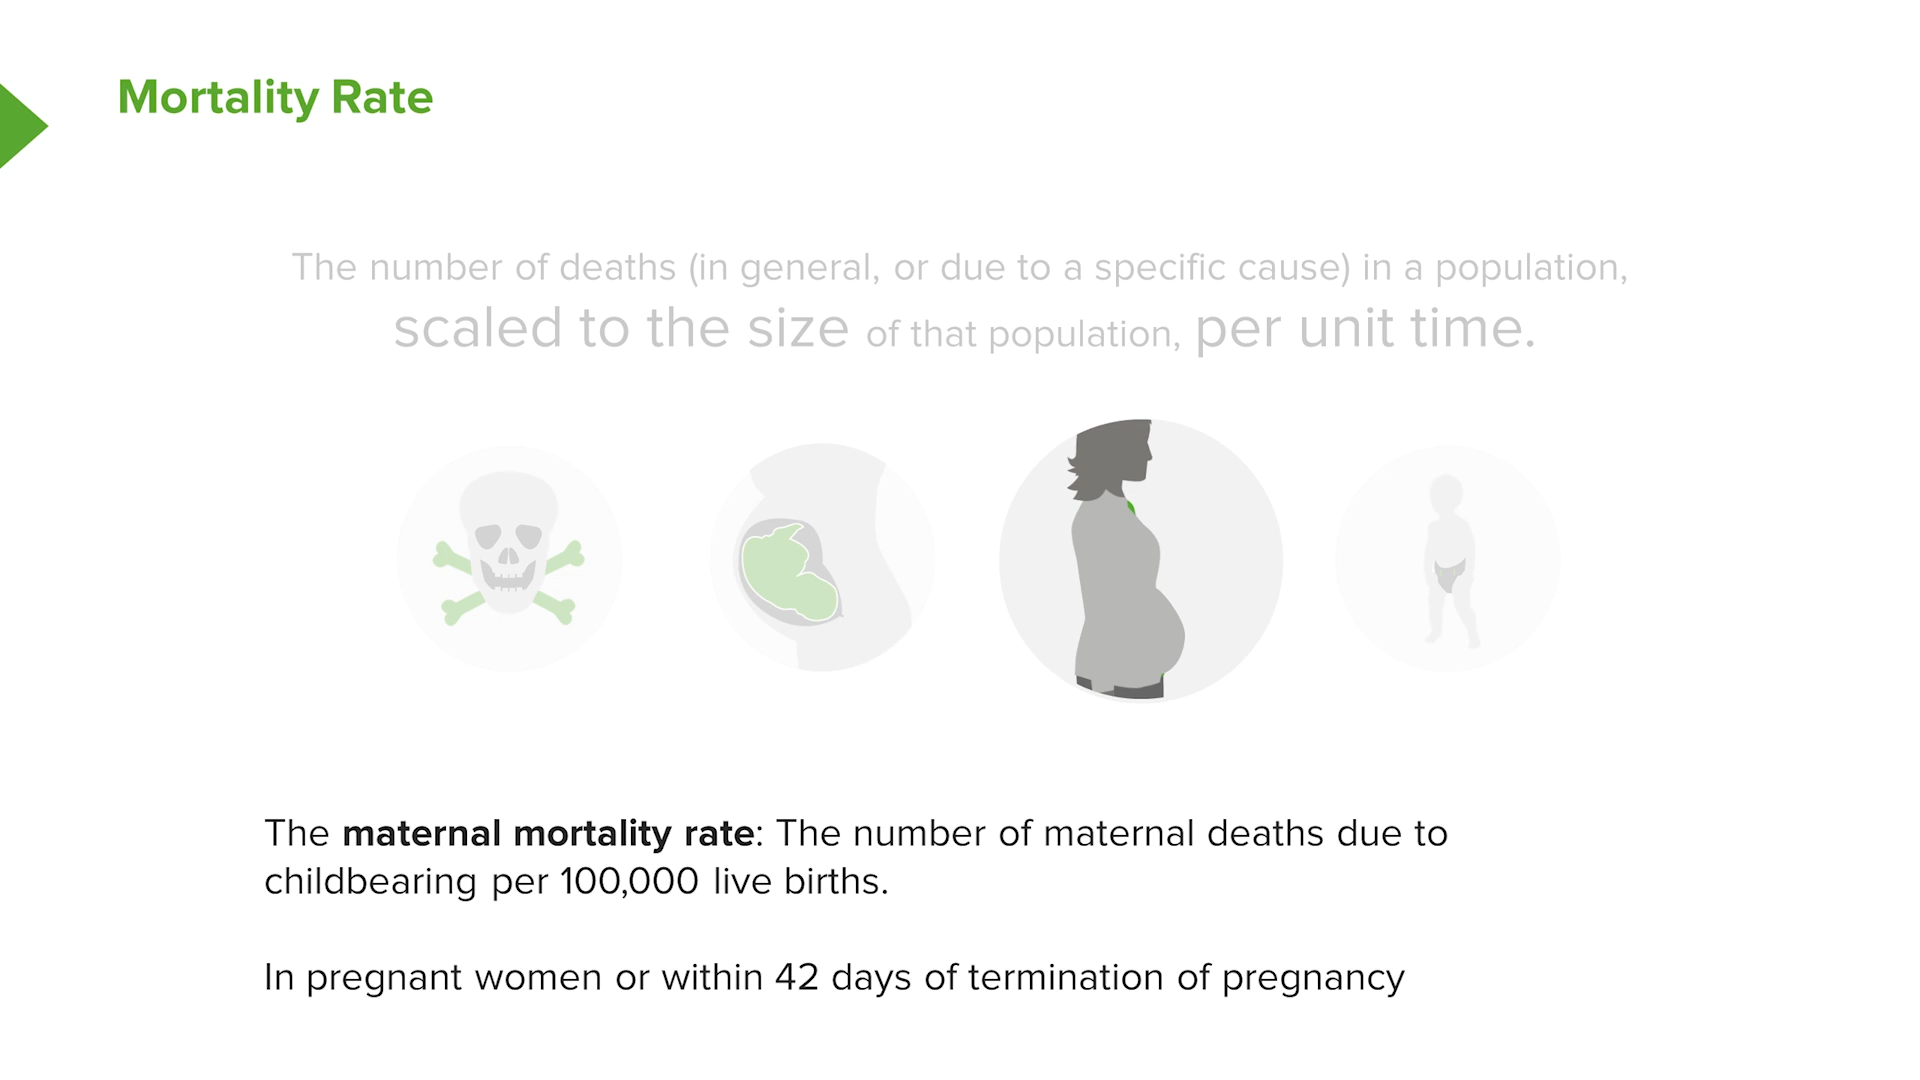 Mortality Rate
The number of deaths (in general, or due to a specific cause) in a population,
scaled to the size of that population, per unit time.
The maternal mortality rate: The number of maternal deaths due to
childbearing per 100,000 live births.
In pregnant women or within 42 days of termination of pregnancy